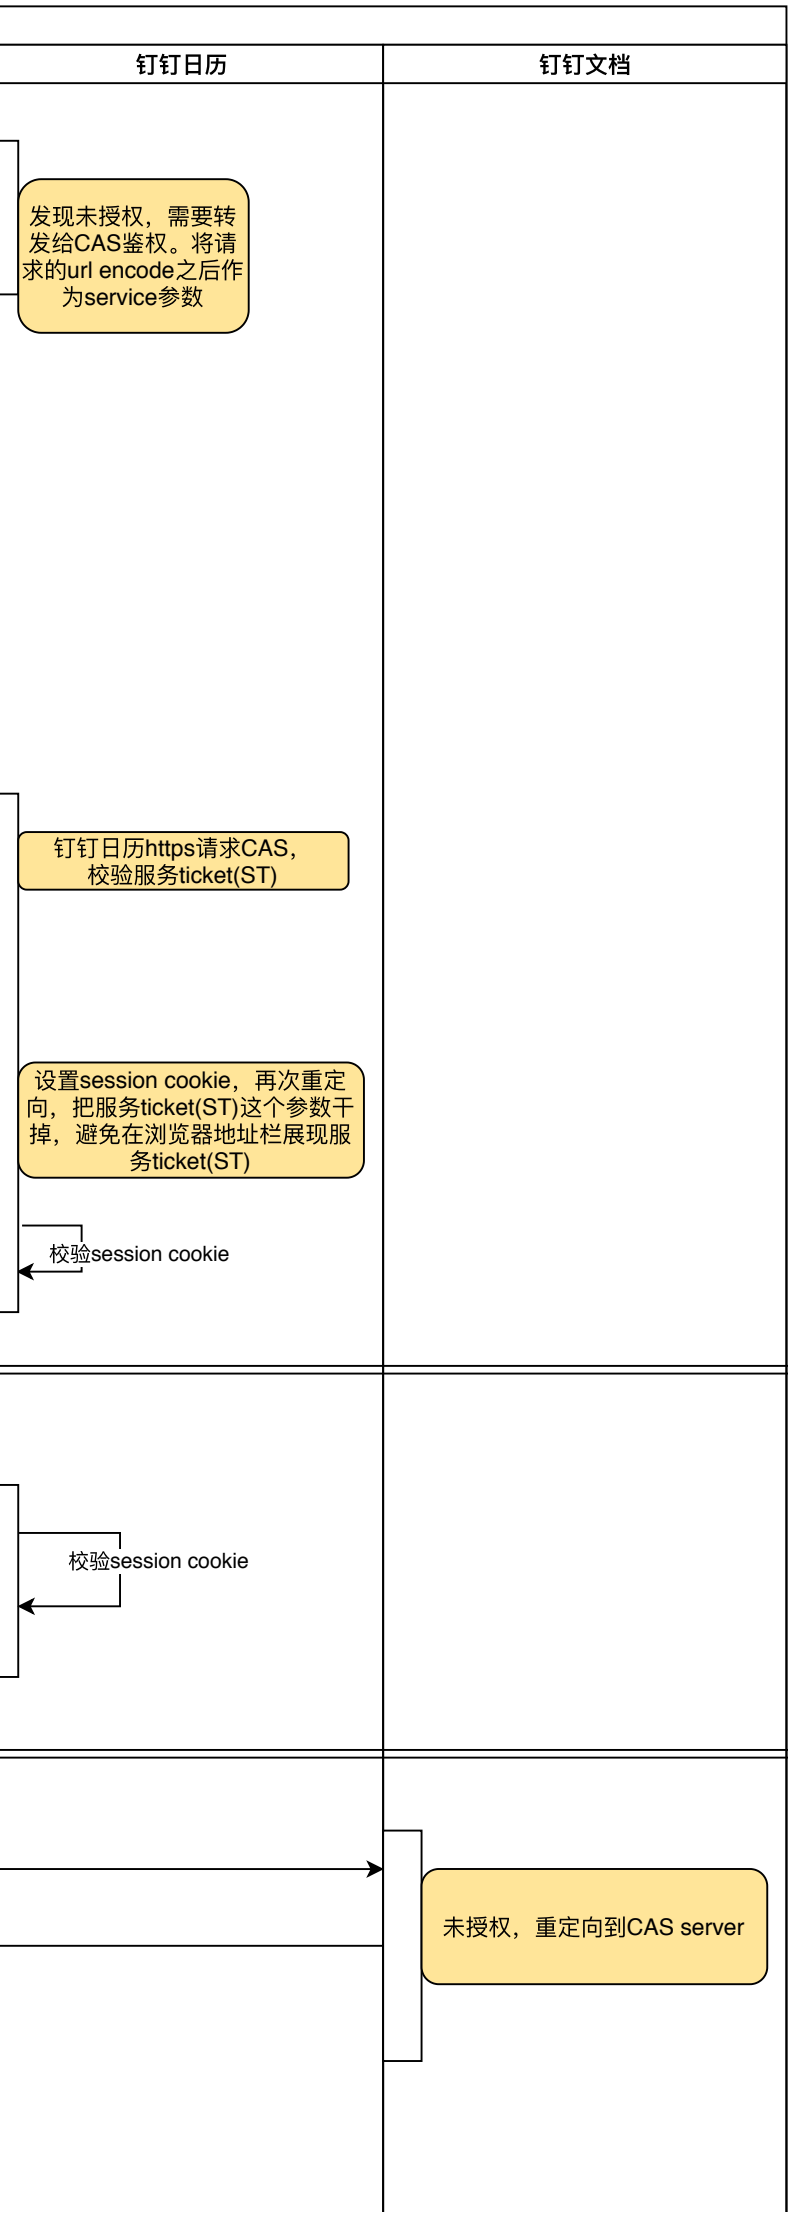 钉钉日历
钉钉文档
发现未授权，需要转
发给CAS鉴权。将请
求的url encode之后作
为service参数
钉钉日历https请求CAS，
校验服务ticket(ST)
设置session cookie，再次重定
向，把服务ticket(ST)这个参数干
掉，避免在浏览器地址栏展现服
务ticket(ST)
校验session cookie
校验session cookie
未授权，重定向到CAS server